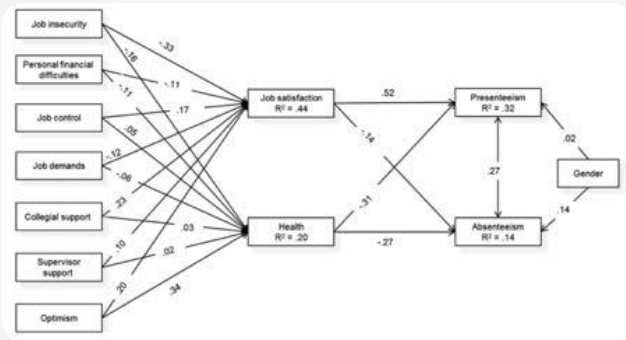 Job insecurity
Personal financial
difficulties
Job control
Job demands
Collegial support
Supervisor
support
Optimism
-.33
-.16
-.11
-.11
.17
.05
-.12
-.06
.23
.03
.10
.02
.20
.34
Job satisfaction
R² = .44
Health
R² = .20
.52
-.14
-.31
-.27
Presenteeism
R² = .32
.27
Absenteeism
R² = .14
.02
Gender
.14